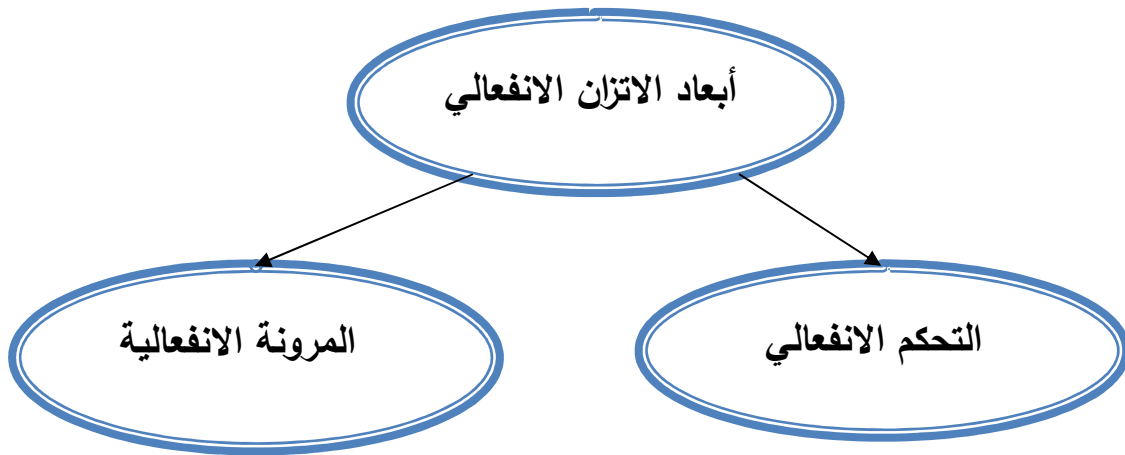 أبعاد الاتزان الانفعالي
التحكم الانفعالي
المرونة الانفعالية